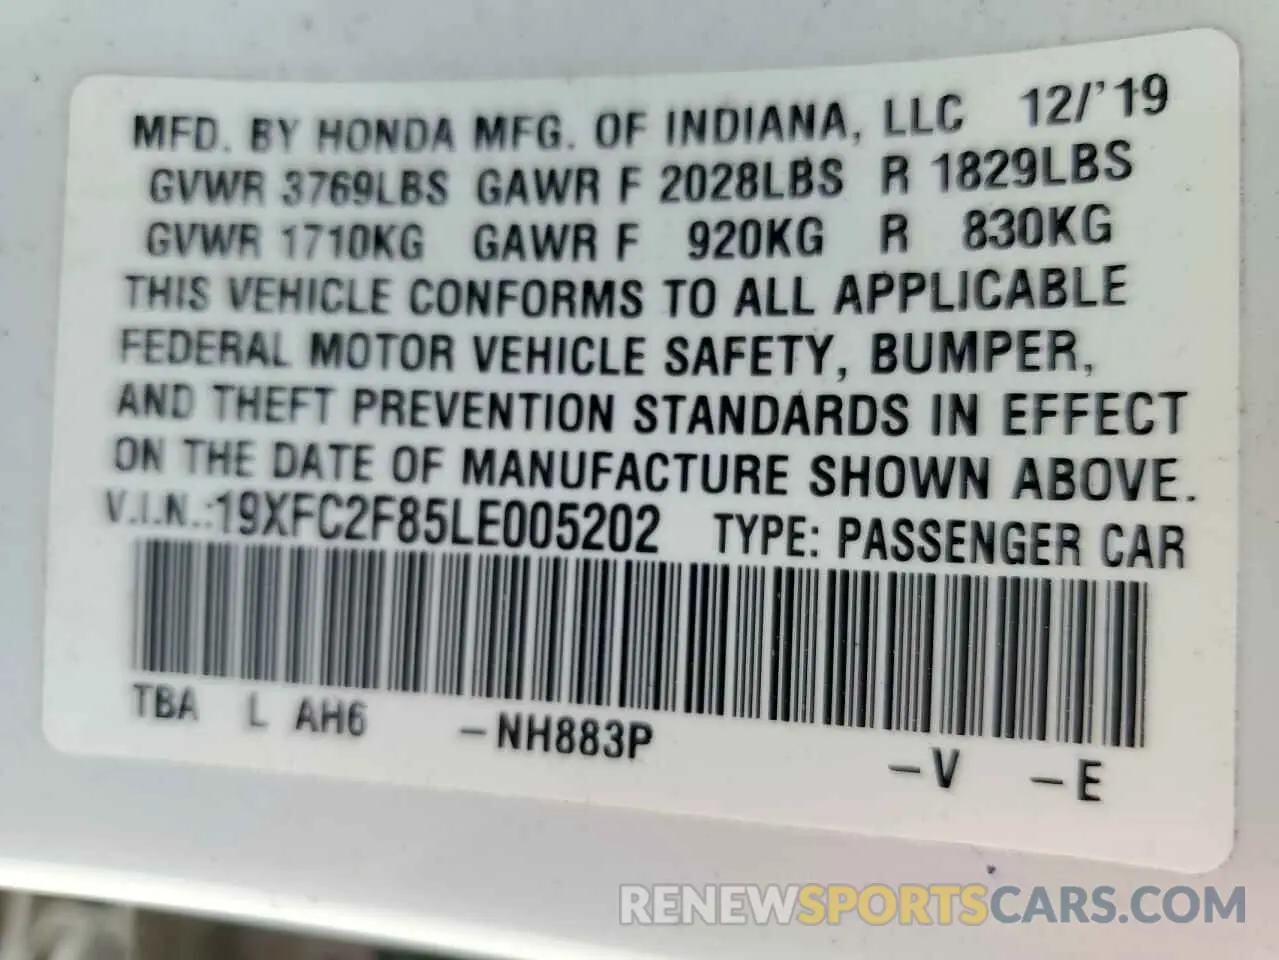 MFD. BY HONDA MFG. OF INDIANA, LLC 12/'19
GVWR 3769LBS GAWR F 2028LBS R 1829LBS
GVWR 1710KG GAWR F 920KG R 830KG
THIS VEHICLE CONFORMS TO ALL APPLICABLE
FEDERAL MOTOR VEHICLE SAFETY, BUMPER,
AND THEFT PREVENTION STANDARDS IN EFFECT
ON THE DATE OF MANUFACTURE SHOWN ABOVE.
V.I.N.:19XFC2F85LE005202 TYPE: PASSENGER CAR
TBA L AH6 –NH883P –V –E
RENEWSPORTSCARS.COM